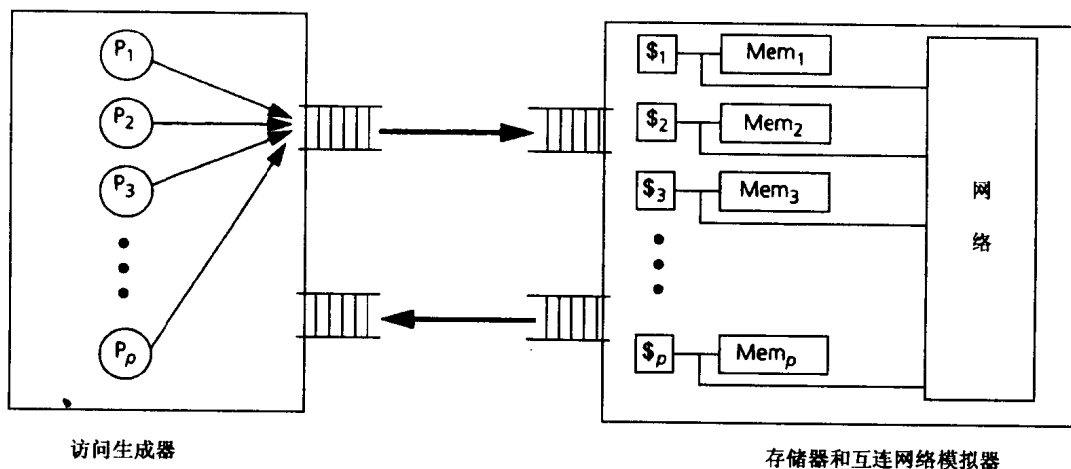 P1
P2
P3
Pp
$1
Mem1
$2
Mem2
$3
Mem3
$p
Memp
网
络
访问生成器
存储器和互连网络模拟器